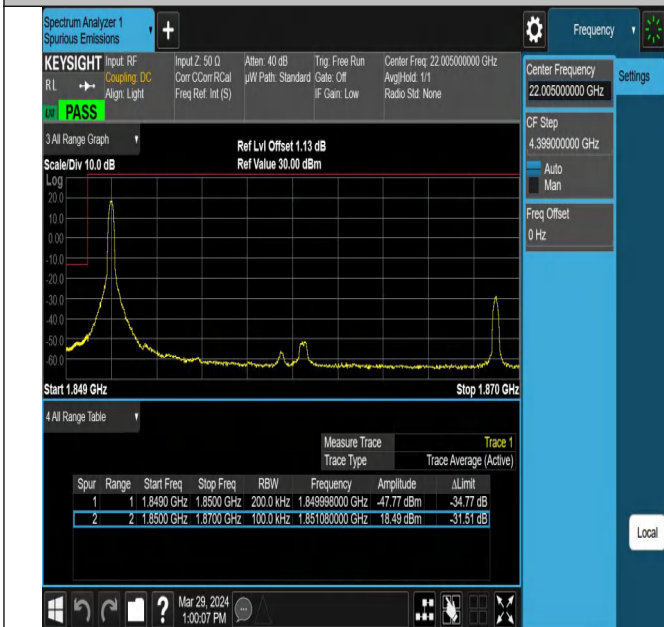 Spectrum Analyzer 1
Spurious Emissions
Frequency
KEYSIGHT
Input: RF
Coupling: DC
Align: Light
Input Z: 50 Ω
Corr CCorr RCal
Freq Ref: Int (S)
Atten: 40 dB
µW Path: Standard
Trig: Free Run
Gate: Off
IF Gain: Low
Center Freq: 22.005000000 GHz
Avg|Hold: 1/1
Radio Std: None
RL
PASS
Center Frequency
22.005000000 GHz
Settings
CF Step
4.399000000 GHz
Auto
Man
Freq Offset
0 Hz
3 All Range Graph
Ref Lvl Offset 1.13 dB
Scale/Div 10.0 dB
Ref Value 30.00 dBm
Log
20.0
10.0
0.00
-10.0
-20.0
-30.0
-40.0
-50.0
-60.0
Start 1.849 GHz
Stop 1.870 GHz
4 All Range Table
Measure Trace Trace 1
Trace Type Trace Average (Active)
Spur Range Start Freq Stop Freq RBW Frequency Amplitude ΔLimit
1 1 1.8490 GHz 1.8500 GHz 200.0 kHz 1.849998000 GHz -47.77 dBm -34.77 dB
2 2 1.8500 GHz 1.8700 GHz 100.0 kHz 1.851080000 GHz 18.49 dBm -31.51 dB
Local
Mar 29, 2024
1:00:07 PM